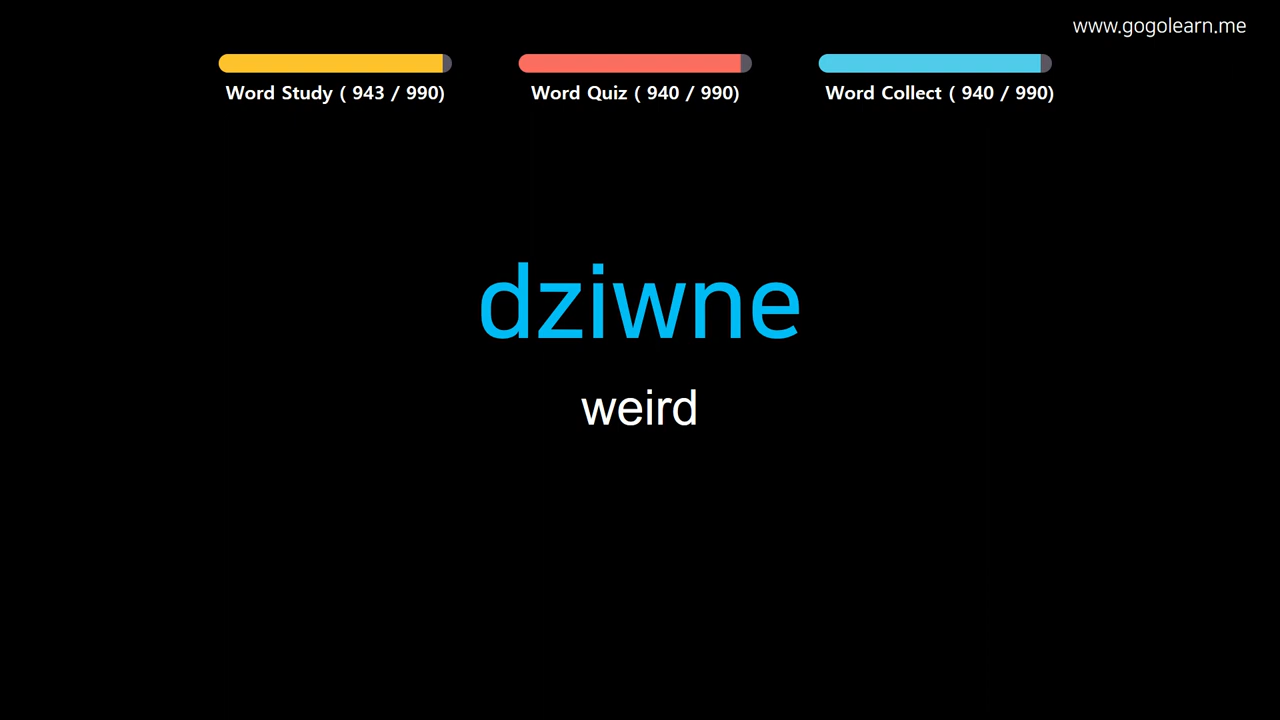 www.gogolearn.me
Word Study ( 943 / 990)
Word Quiz ( 940 / 990)
Word Collect ( 940 / 990)
dziwne
weird